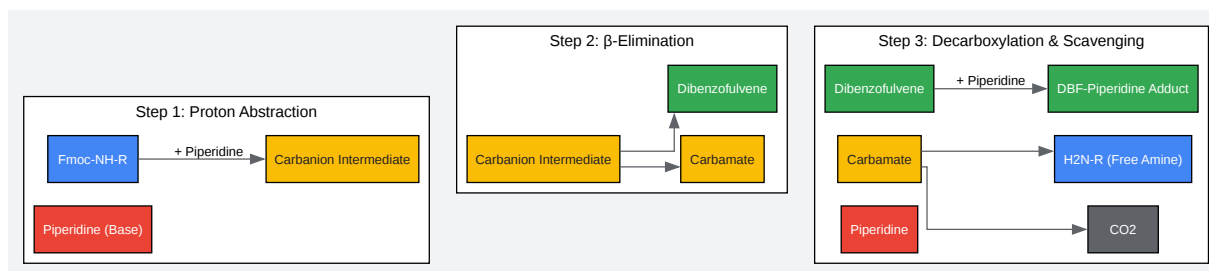 Step 1: Proton Abstraction
Fmoc-NH-R
+ Piperidine
Carbanion Intermediate
Piperidine (Base)
Step 2: β-Elimination
Dibenzofulvene
Carbanion Intermediate
Carbamate
Step 3: Decarboxylation & Scavenging
Dibenzofulvene
+ Piperidine
DBF-Piperidine Adduct
Carbamate
H2N-R (Free Amine)
Piperidine
CO2